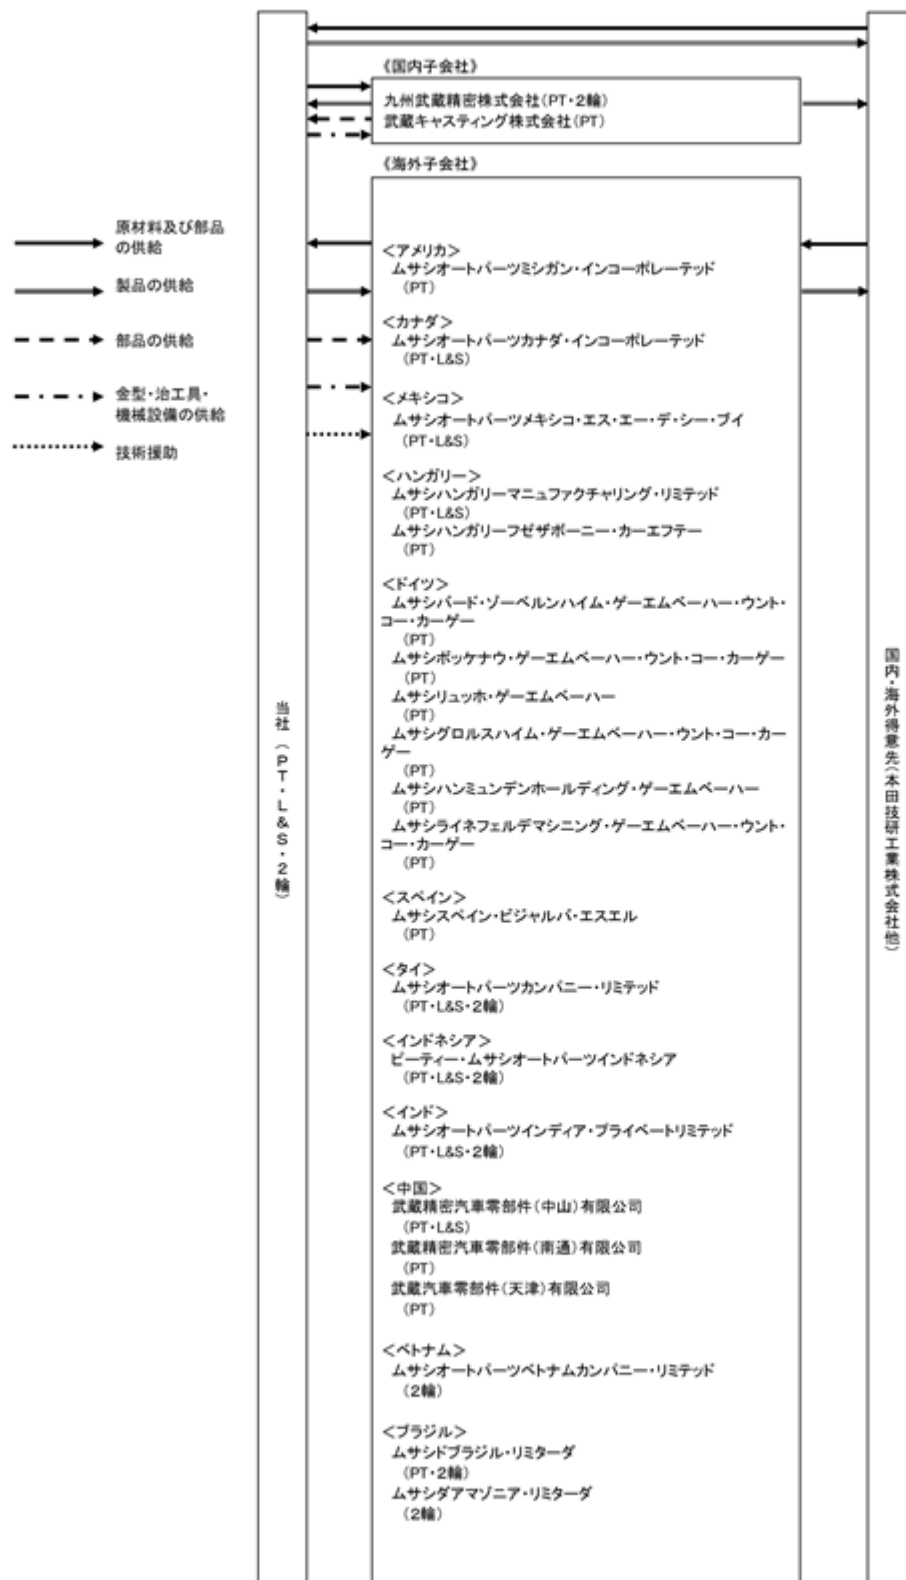 《国内子会社》
九州武蔵精密株式会社(PT・2輪)
武蔵キャスティング株式会社(PT)
《海外子会社》
原材料及び部品
の供給
製品の供給
部品の供給
金型・治工具・
機械設備の供給
技術援助
当社(PT・L&S・2輪)
<アメリカ>
ムサシオートパーツミシガン・インコーポレーテッド
(PT)
<カナダ>
ムサシオートパーツカナダ・インコーポレーテッド
(PT・L&S)
<メキシコ>
ムサシオートパーツメキシコ・エス・エー・デ・シー・ブイ
(PT・L&S)
<ハンガリー>
ムサシハンガリーマニュファクチャリング・リミテッド
(PT・L&S)
ムサシハンガリーフゼザボーニー・カーエフテー
(PT)
<ドイツ>
ムサシバード・ゾーベルンハイム・ゲーエムベーハー・ウント・
コー・カーゲー
(PT)
ムサシボッケナウ・ゲーエムベーハー・ウント・コー・カーゲー
(PT)
ムサシリュッホ・ゲーエムベーハー
(PT)
ムサシグロルスハイム・ゲーエムベーハー・ウント・コー・カー
ゲー
(PT)
ムサシハンミュンデンホールディング・ゲーエムベーハー
(PT)
ムサシライネフェルデマシニング・ゲーエムベーハー・ウント・
コー・カーゲー
(PT)
<スペイン>
ムサシスペイン・ビジャルバ・エスエル
(PT)
<タイ>
ムサシオートパーツカンパニー・リミテッド
(PT・L&S・2輪)
<インドネシア>
ピーティー・ムサシオートパーツインドネシア
(PT・L&S・2輪)
<インド>
ムサシオートパーツインディア・プライベートリミテッド
(PT・L&S・2輪)
<中国>
武蔵精密汽車零部件(中山)有限公司
(PT・L&S)
武蔵精密汽車零部件(南通)有限公司
(PT)
武蔵汽車零部件(天津)有限公司
(PT)
<ベトナム>
ムサシオートパーツベトナムカンパニー・リミテッド
(2輪)
<ブラジル>
ムサシドブラジル・リミターダ
(PT・2輪)
ムサシダアマゾニア・リミターダ
(2輪)
国内・海外得意先(本田技研工業株式会社他)